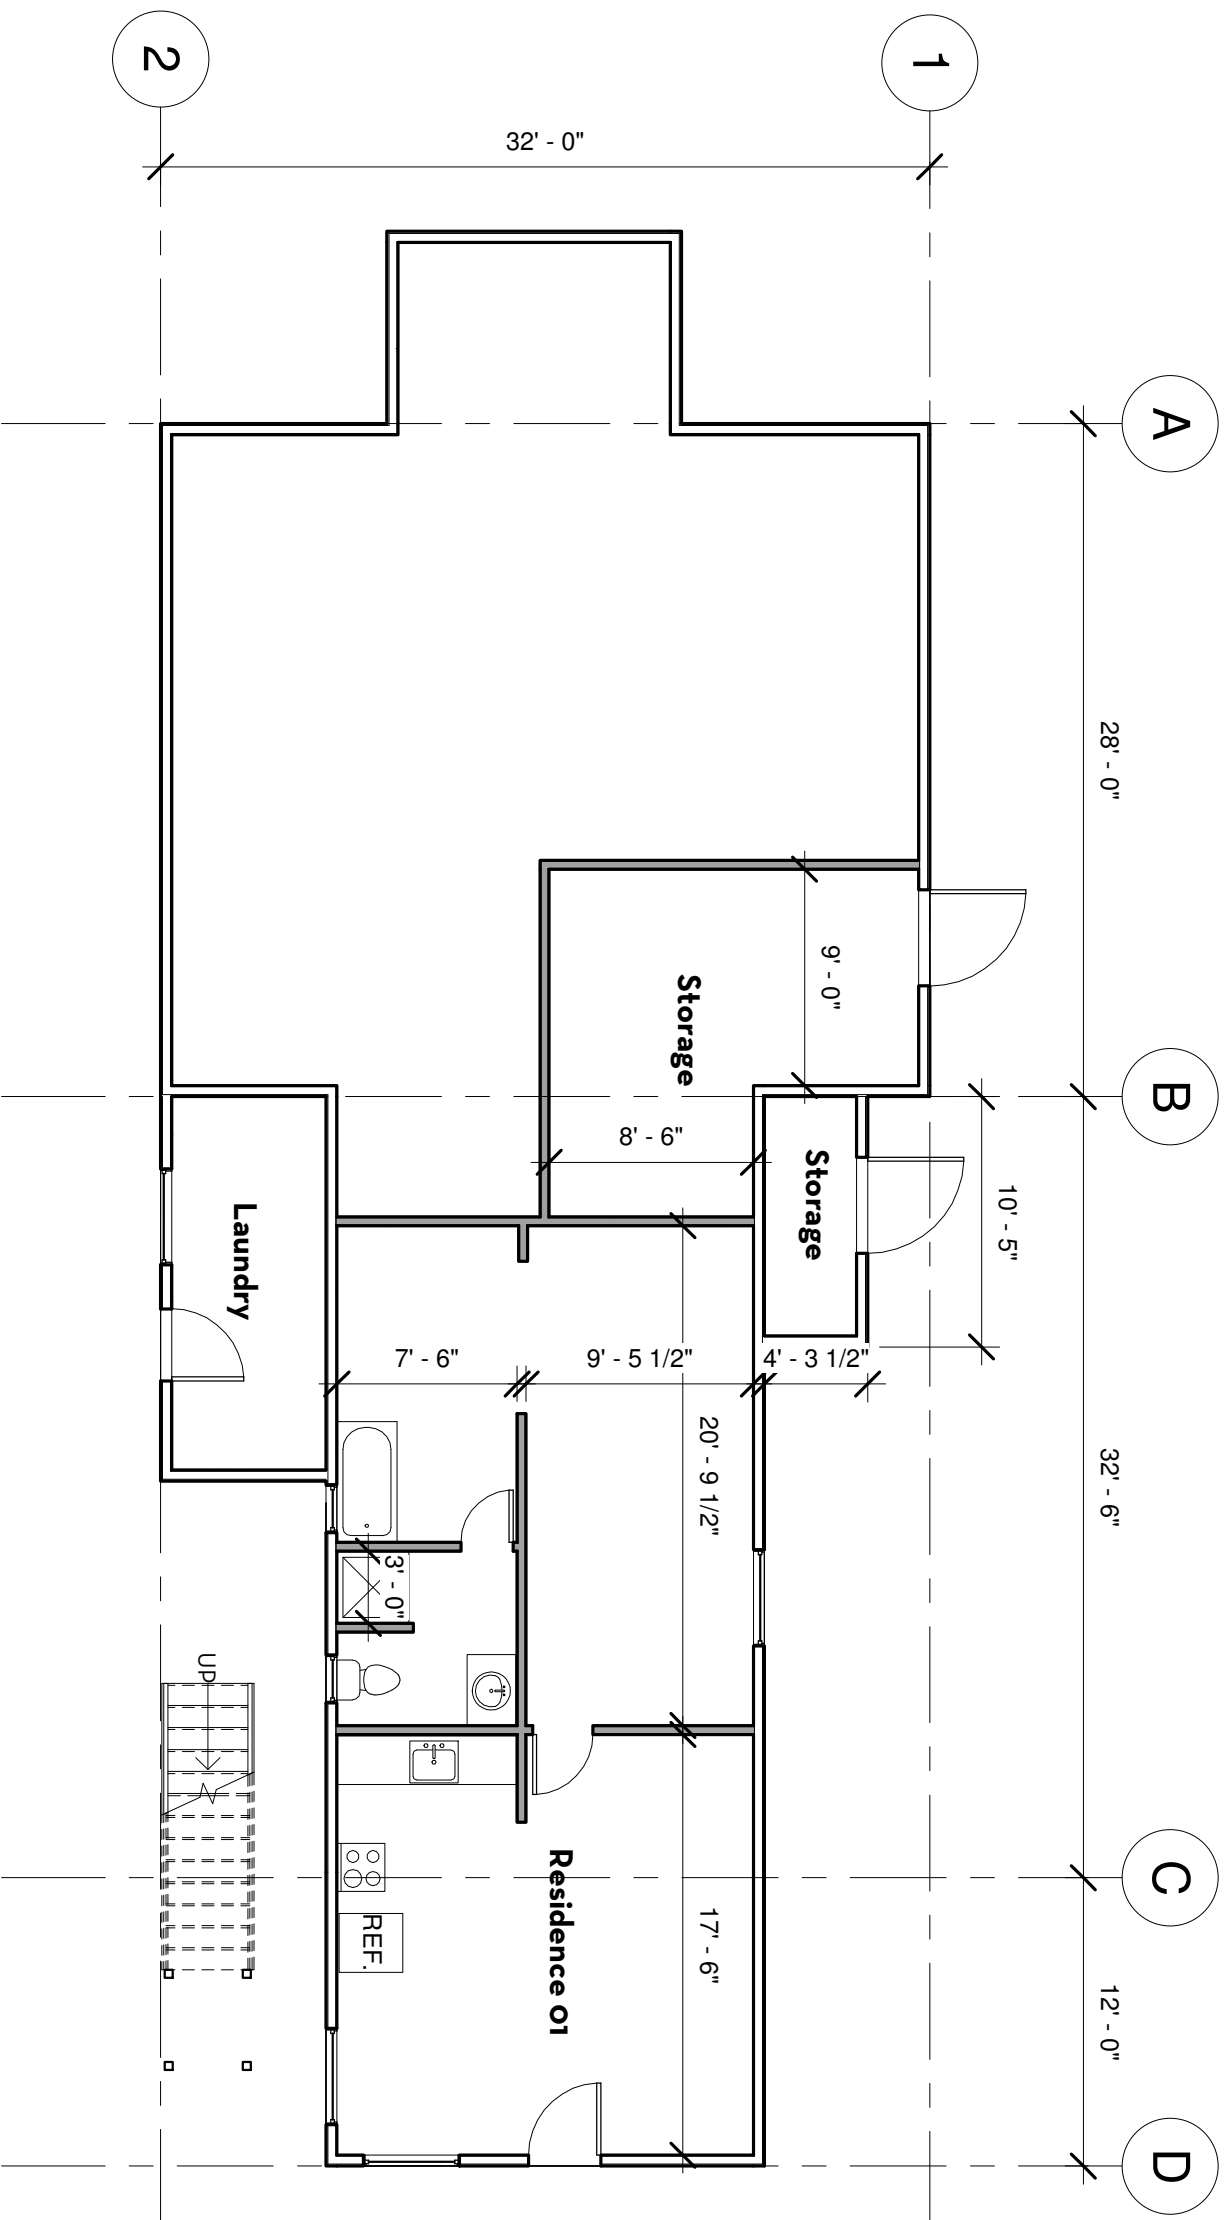 2
1
32' - 0"
A
28' - 0"
9' - 0"
Storage
B
8' - 6"
Storage
10' - 5"
Laundry
7' - 6"
9' - 5 1/2"
4' - 3 1/2"
20' - 9 1/2"
32' - 6"
3' - 0"
UP
C
Residence 01
17' - 6"
REF.
12' - 0"
D